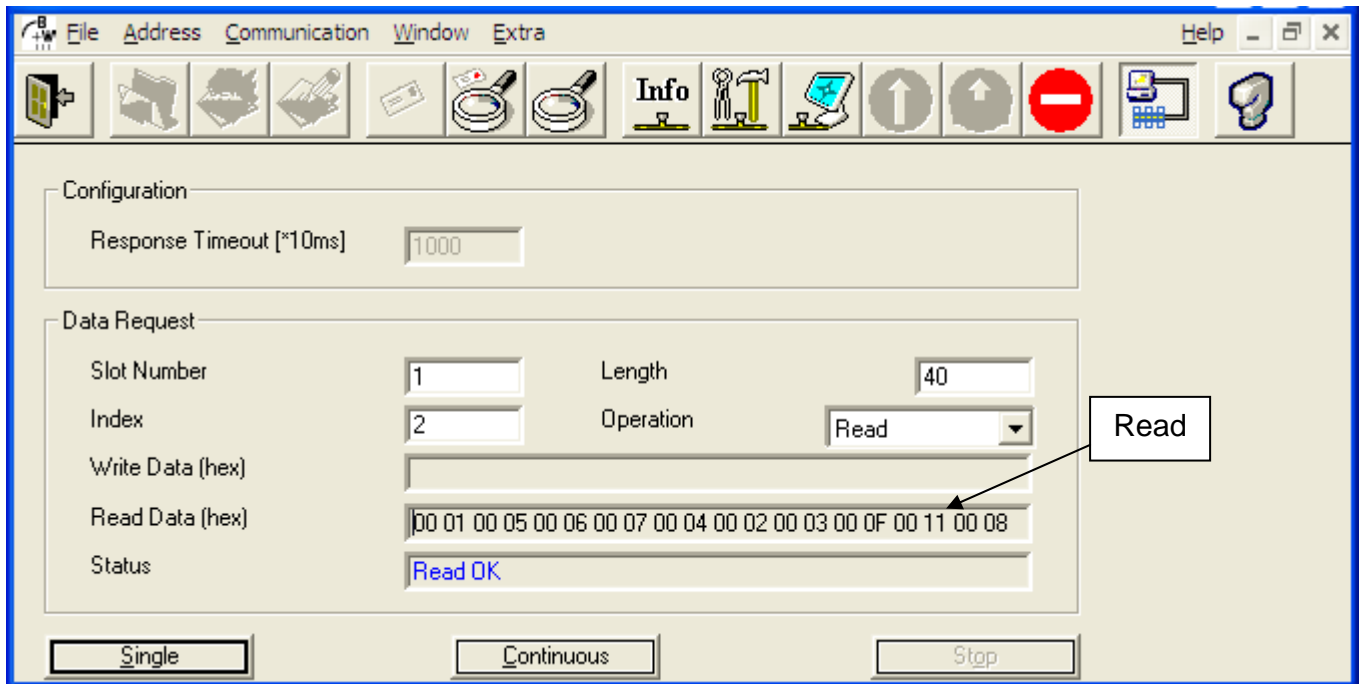 File Address Communication Window Extra Help
Info
Configuration
Response Timeout [*10ms] 1000
Data Request
Slot Number 1 Length 40
Index 2 Operation Read
Read
Write Data (hex)
Read Data (hex) 00 01 00 05 00 06 00 07 00 04 00 02 00 03 00 0F 00 11 00 08
Status Read OK
Single Continuous Stop